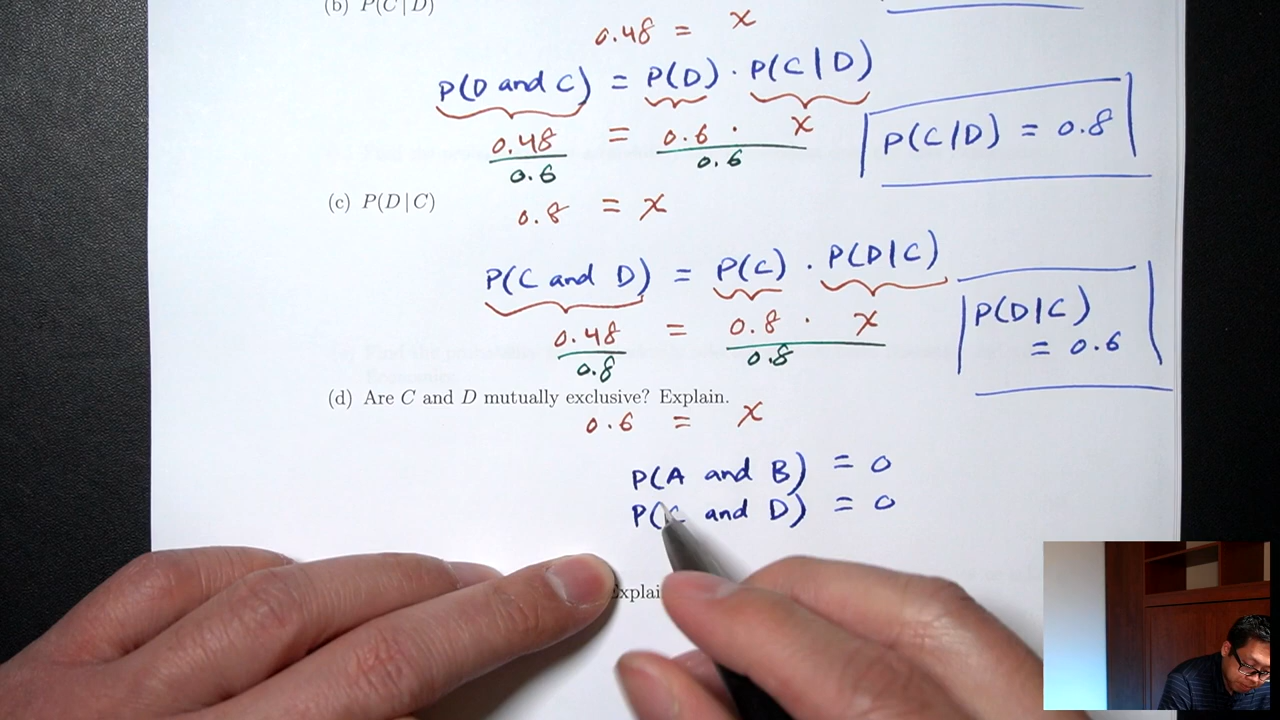 (b) P(C | D)
0.48 = x
P(D and C) = P(D) · P(C | D)
0.48 = 0.6 · x
0.6 0.6
P(C|D) = 0.8
(c) P(D | C)
0.8 = x
P(C and D) = P(C) · P(D | C)
0.48 = 0.8 · x
0.8 0.8
P(D|C)
= 0.6
(d) Are C and D mutually exclusive? Explain.
0.6 = x
P(A and B) = 0
P(C and D) = 0